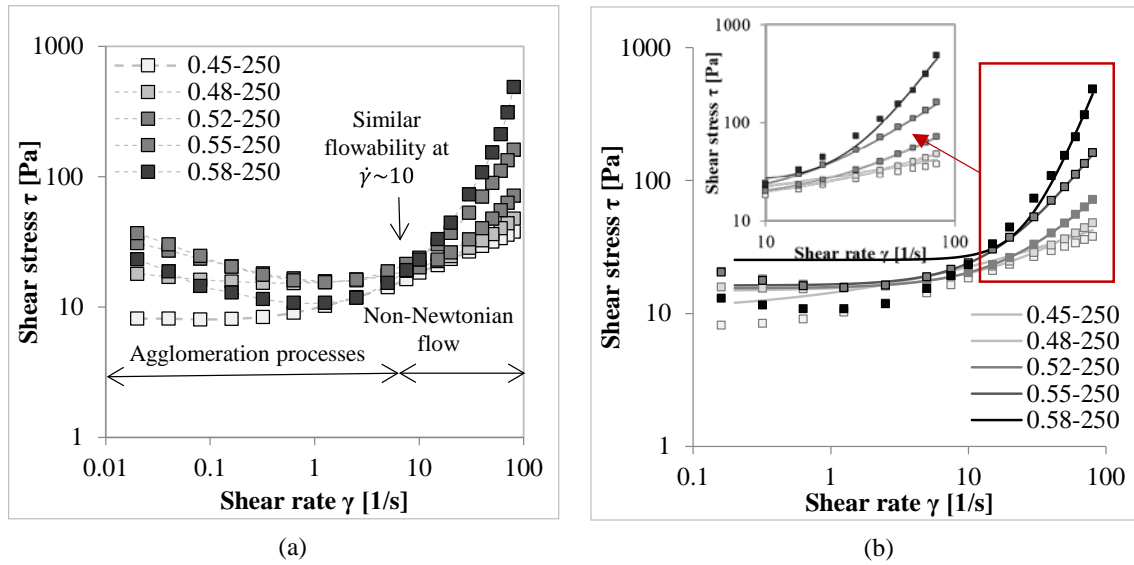 1000
100
10
1
0.01
0.1
1
10
100
Shear stress τ [Pa]
Shear rate γ [1/s]
0.45-250
0.48-250
0.52-250
0.55-250
0.58-250
Similar
flowability at
γ̇~10
Non-Newtonian
flow
Agglomeration processes
(a)
1000
100
10
1
0.1
1
10
100
Shear stress τ [Pa]
Shear rate γ [1/s]
1000
100
10
10
100
Shear stress τ [Pa]
Shear rate γ [1/s]
0.45-250
0.48-250
0.52-250
0.55-250
0.58-250
(b)